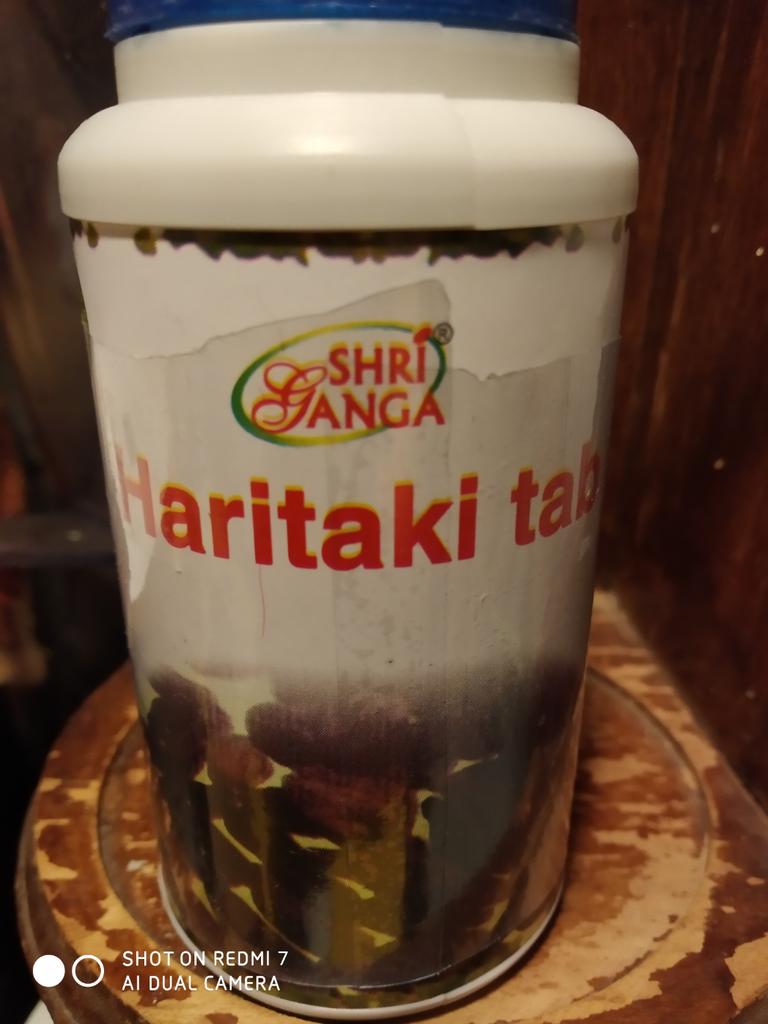 SHRI
GANGA
®
Haritaki tab
SHOT ON REDMI 7
AI DUAL CAMERA